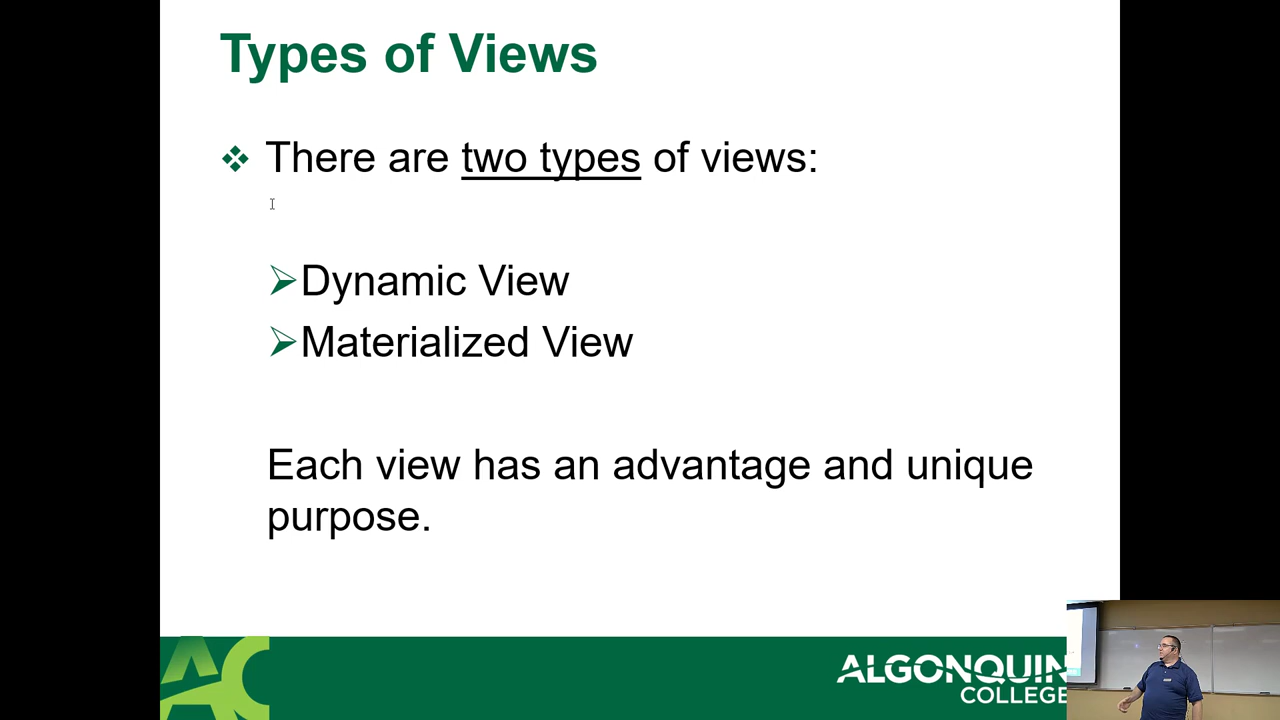 Types of Views
There are two types of views:
Dynamic View
Materialized View
Each view has an advantage and unique
purpose.
AC
ALGONQUIN
COLLEGE